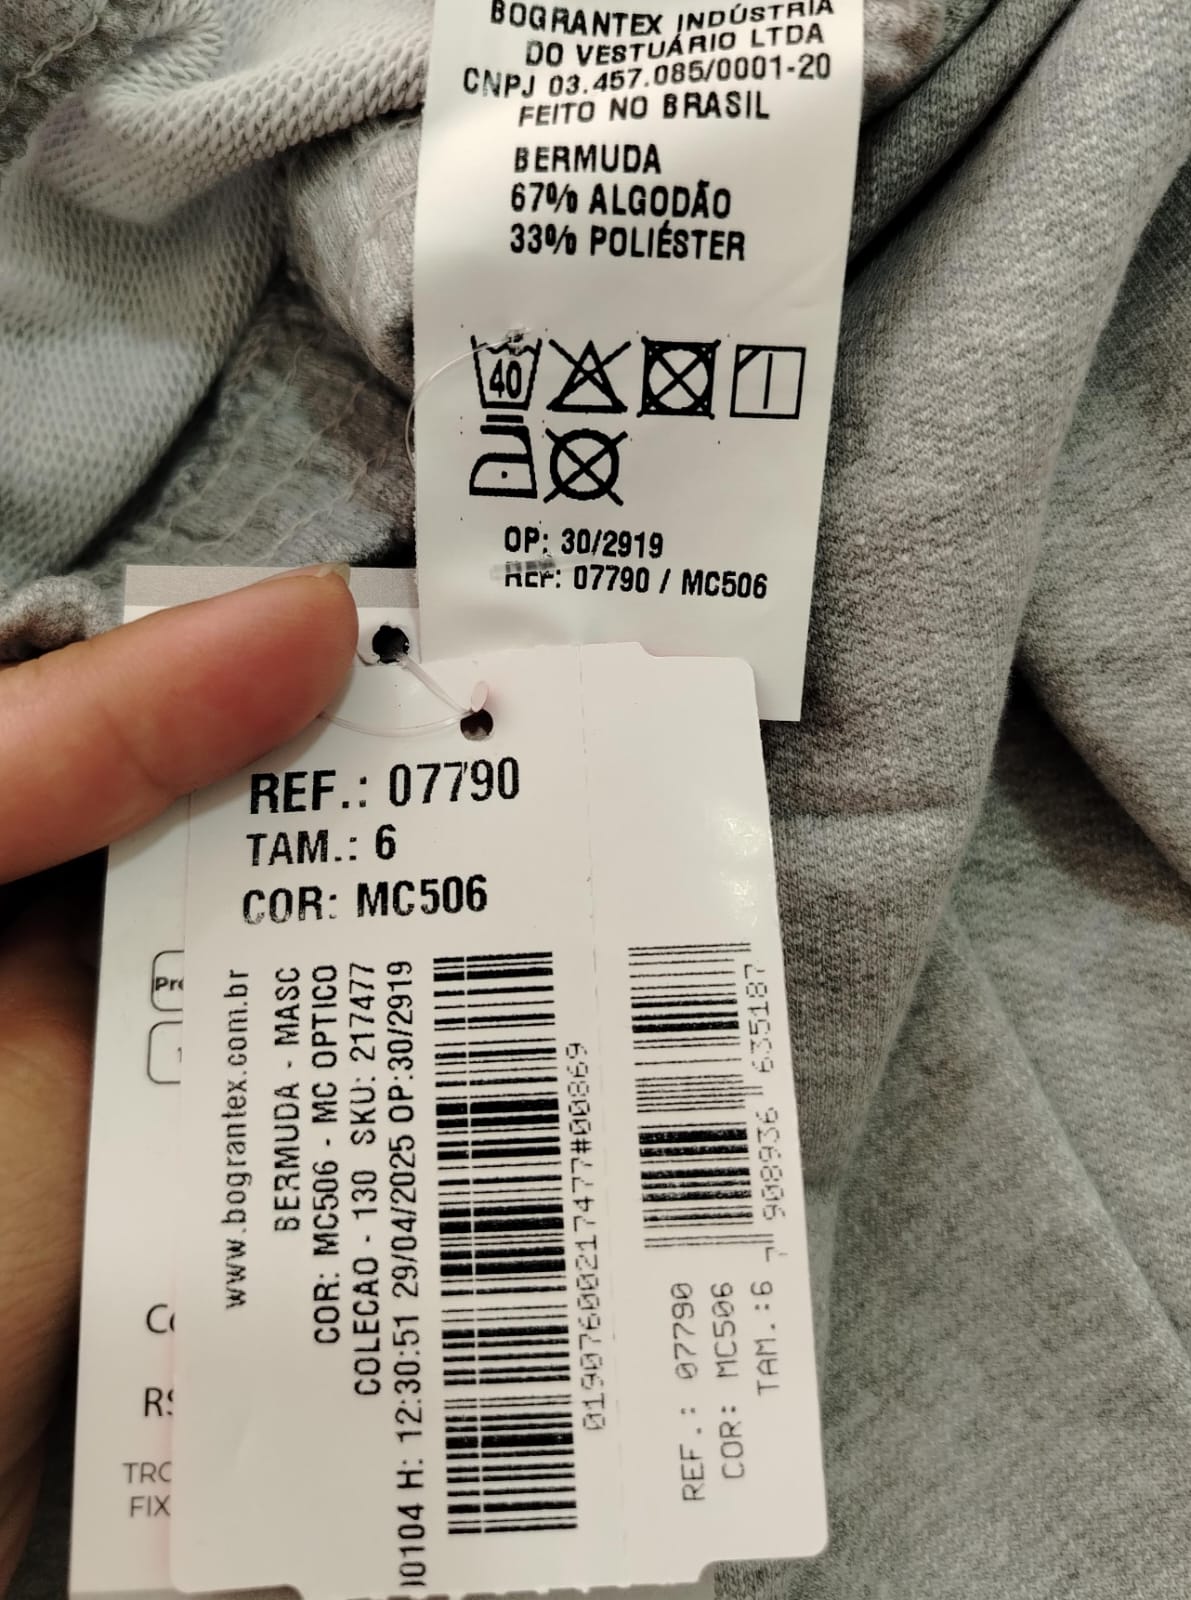 BOGRANTEX INDÚSTRIA
DO VESTUÁRIO LTDA
CNPJ 03.457.085/0001-20
FEITO NO BRASIL
BERMUDA
67% ALGODÃO
33% POLIÉSTER
40
OP: 30/2919
REF: 07790 / MC506
REF.: 07790
TAM.: 6
COR: MC506
www.bograntex.com.br
BERMUDA - MASC
COR: MC506 - MC OPTICO
COLECAO - 130 SKU: 217477
H: 12:30:51 29/04/2025 OP:30/2919
01907600217477#00869
7 908936 635187
REF.: 07790
COR: MC506
TAM.:6